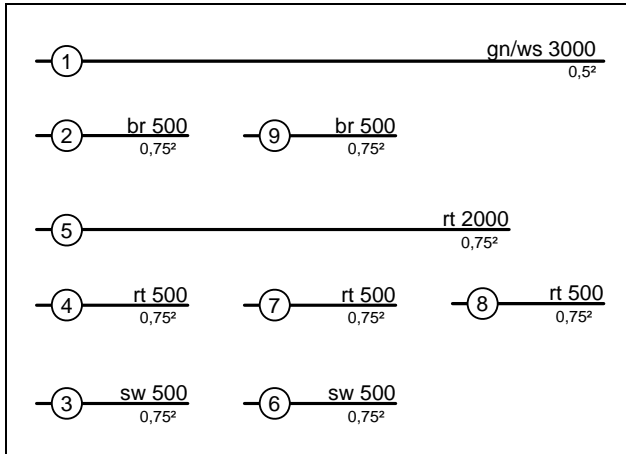 1 gn/ws 3000
0,5²
2 br 500 9 br 500
0,75² 0,75²
5 rt 2000
0,75²
4 rt 500 7 rt 500 8 rt 500
0,75² 0,75² 0,75²
3 sw 500 6 sw 500
0,75² 0,75²